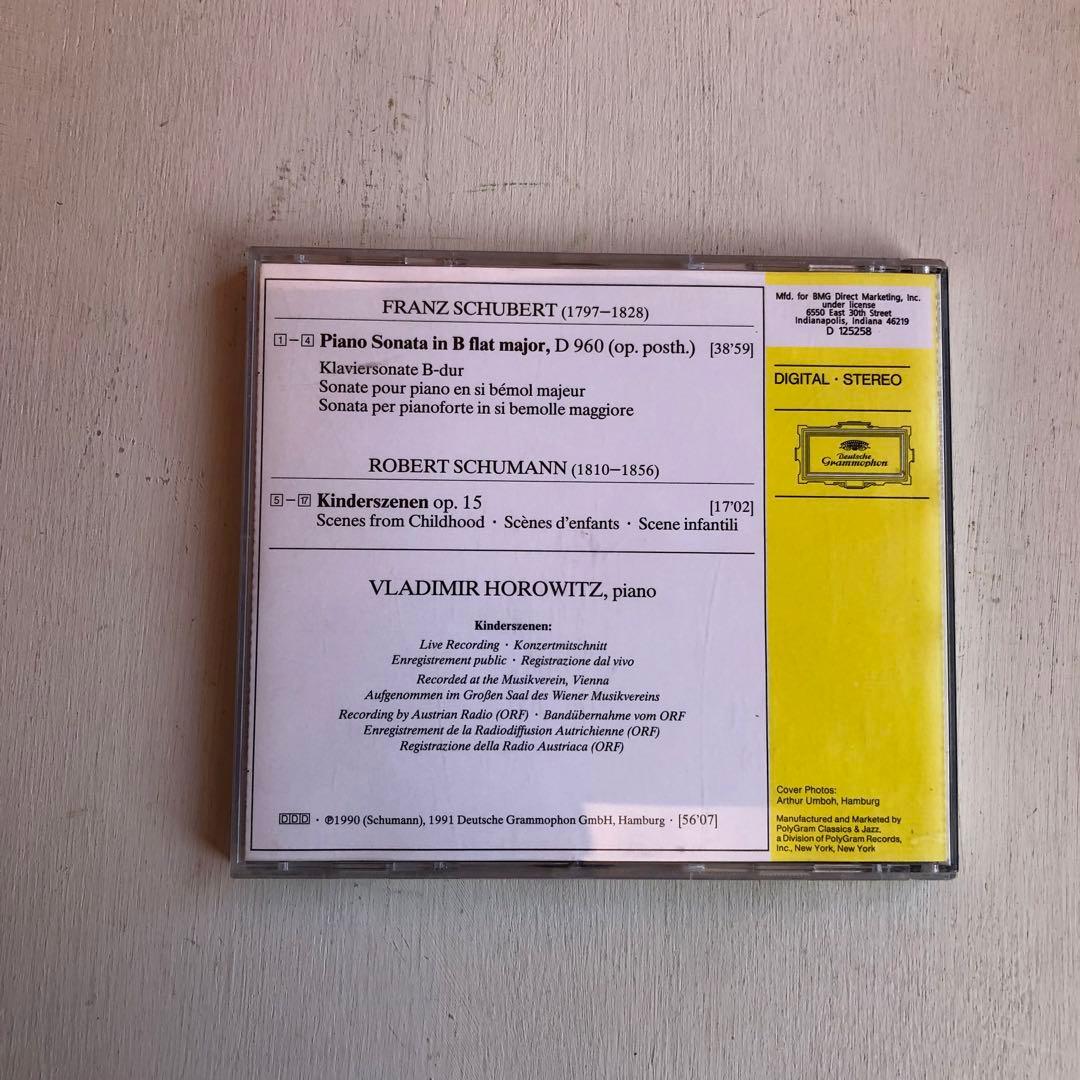 FRANZ SCHUBERT (1797–1828)
1–4 Piano Sonata in B flat major, D 960 (op. posth.) [38'59]
Klaviersonate B-dur
Sonate pour piano en si bémol majeur
Sonata per pianoforte in si bemolle maggiore
ROBERT SCHUMANN (1810–1856)
5–17 Kinderszenen op. 15 [17'02]
Scenes from Childhood · Scènes d'enfants · Scene infantili
VLADIMIR HOROWITZ, piano
Kinderszenen:
Live Recording · Konzertmitschnitt
Enregistrement public · Registrazione dal vivo
Recorded at the Musikverein, Vienna
Aufgenommen im Großen Saal des Wiener Musikvereins
Recording by Austrian Radio (ORF) · Bandübernahme vom ORF
Enregistrement de la Radiodiffusion Autrichienne (ORF)
Registrazione della Radio Austriaca (ORF)
DDD · ℗1990 (Schumann), 1991 Deutsche Grammophon GmbH, Hamburg · [56'07]
Mfd. for BMG Direct Marketing, Inc.
under license
6550 East 30th Street
Indianapolis, Indiana 46219
D 125258
DIGITAL · STEREO
Deutsche
Grammophon
Cover Photos:
Arthur Umboh, Hamburg
Manufactured and Marketed by
PolyGram Classics & Jazz,
a Division of PolyGram Records,
Inc., New York, New York